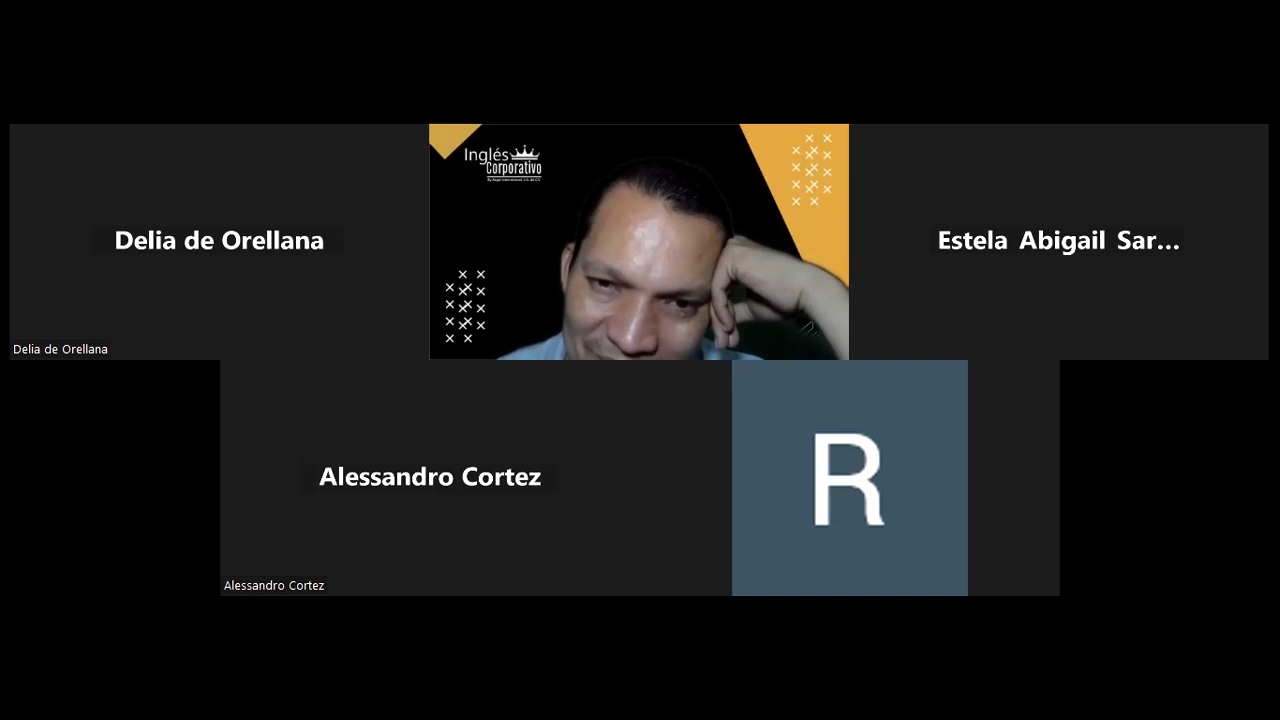 Delia de Orellana
Delia de Orellana
Inglés
Corporativo
Estela Abigail Sar...
Alessandro Cortez
Alessandro Cortez
R